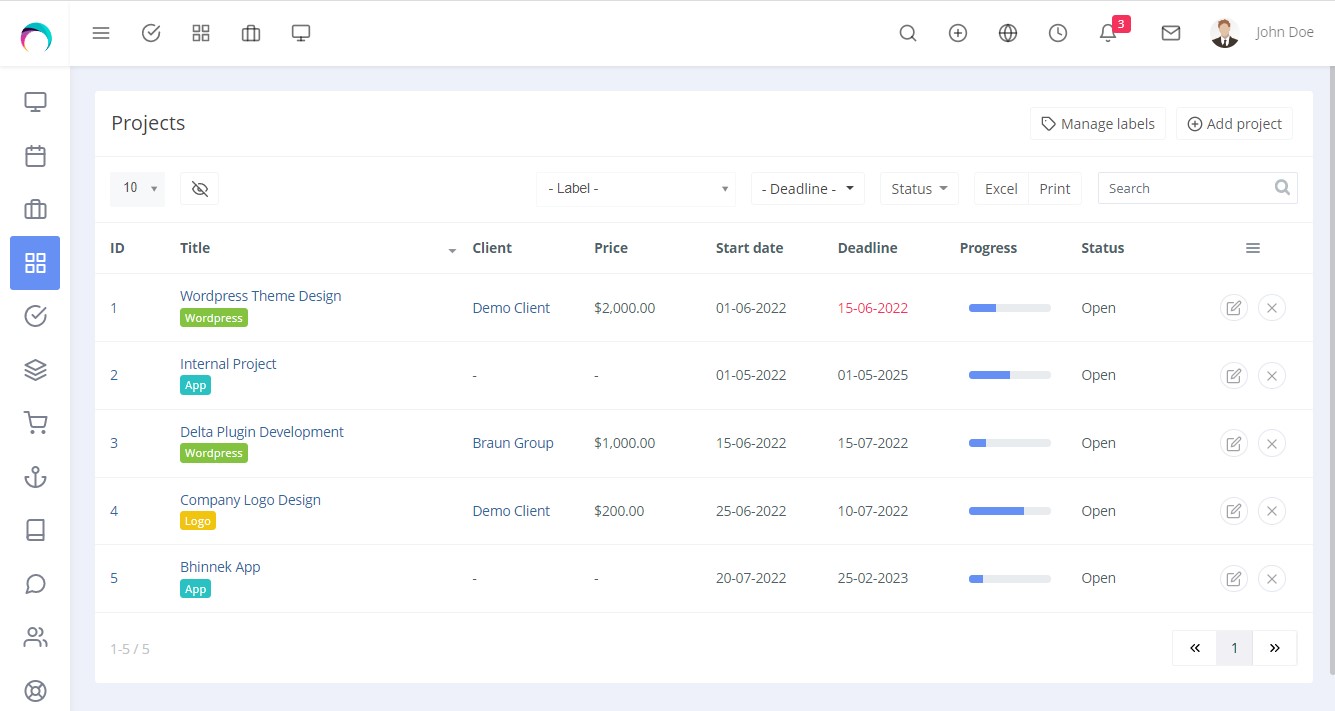 3
John Doe
Projects
Manage labels
Add project
10
- Label -
- Deadline -
Status
Excel
Print
Search
ID Title Client Price Start date Deadline Progress Status
1 Wordpress Theme Design Demo Client $2,000.00 01-06-2022 15-06-2022 Open
Wordpress
2 Internal Project - - 01-05-2022 01-05-2025 Open
App
3 Delta Plugin Development Braun Group $1,000.00 15-06-2022 15-07-2022 Open
Wordpress
4 Company Logo Design Demo Client $200.00 25-06-2022 10-07-2022 Open
Logo
5 Bhinnek App - - 20-07-2022 25-02-2023 Open
App
1-5 / 5
« 1 »